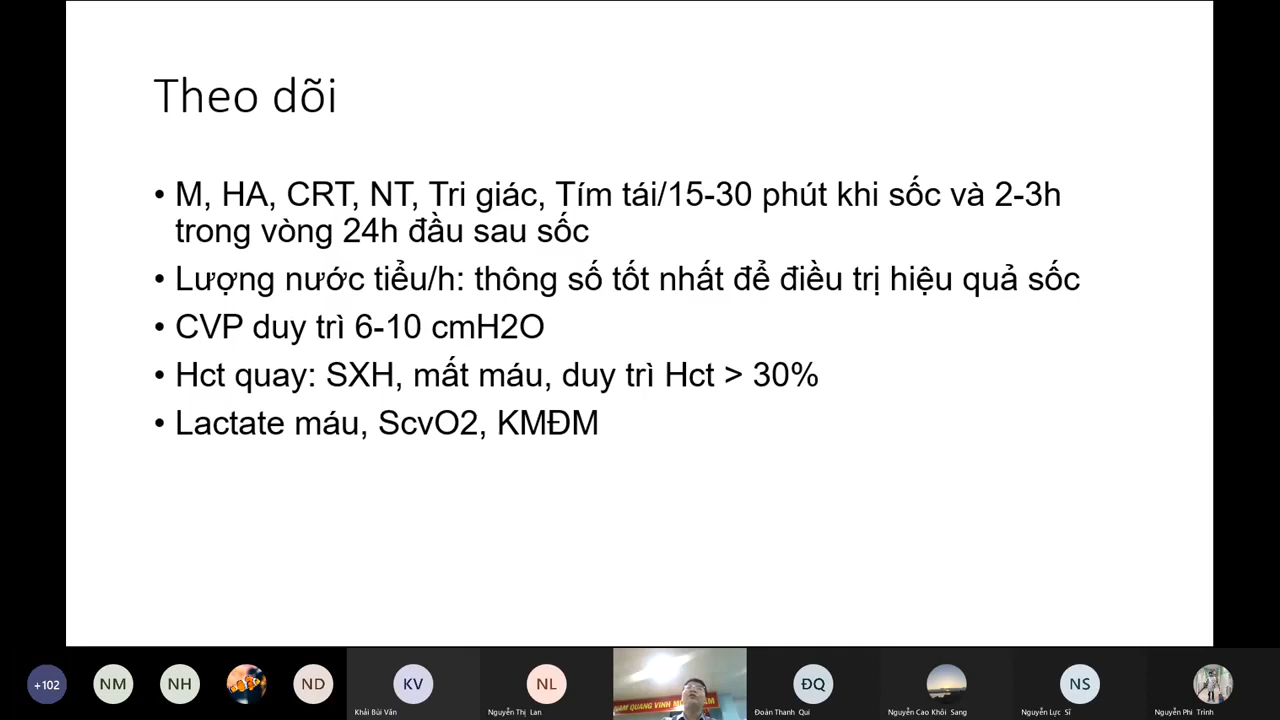 Theo dõi
• M, HA, CRT, NT, Tri giác, Tím tái/15-30 phút khi sốc và 2-3h
trong vòng 24h đầu sau sốc
• Lượng nước tiểu/h: thông số tốt nhất để điều trị hiệu quả sốc
• CVP duy trì 6-10 cmH2O
• Hct quay: SXH, mất máu, duy trì Hct > 30%
• Lactate máu, ScvO2, KMĐM
+102 NM NH ND KV NL ĐQ NS
NAM QUANG VINH M
Khải Bùi Văn Nguyễn Thị Lan Đoàn Thanh Qui Nguyễn Cao Khôi Sang Nguyễn Lực Sĩ Nguyễn Phi Trình